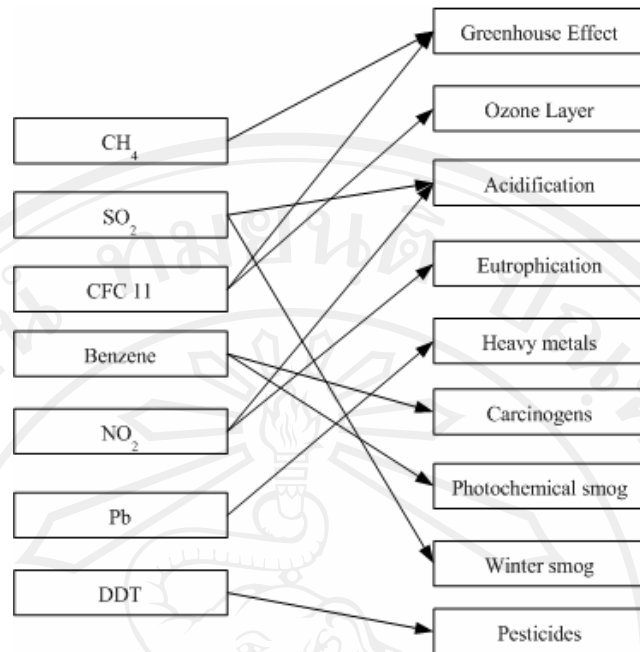 Greenhouse Effect
Ozone Layer
Acidification
Eutrophication
Heavy metals
Carcinogens
Photochemical smog
Winter smog
Pesticides
CH₄
SO₂
CFC 11
Benzene
NO₂
Pb
DDT